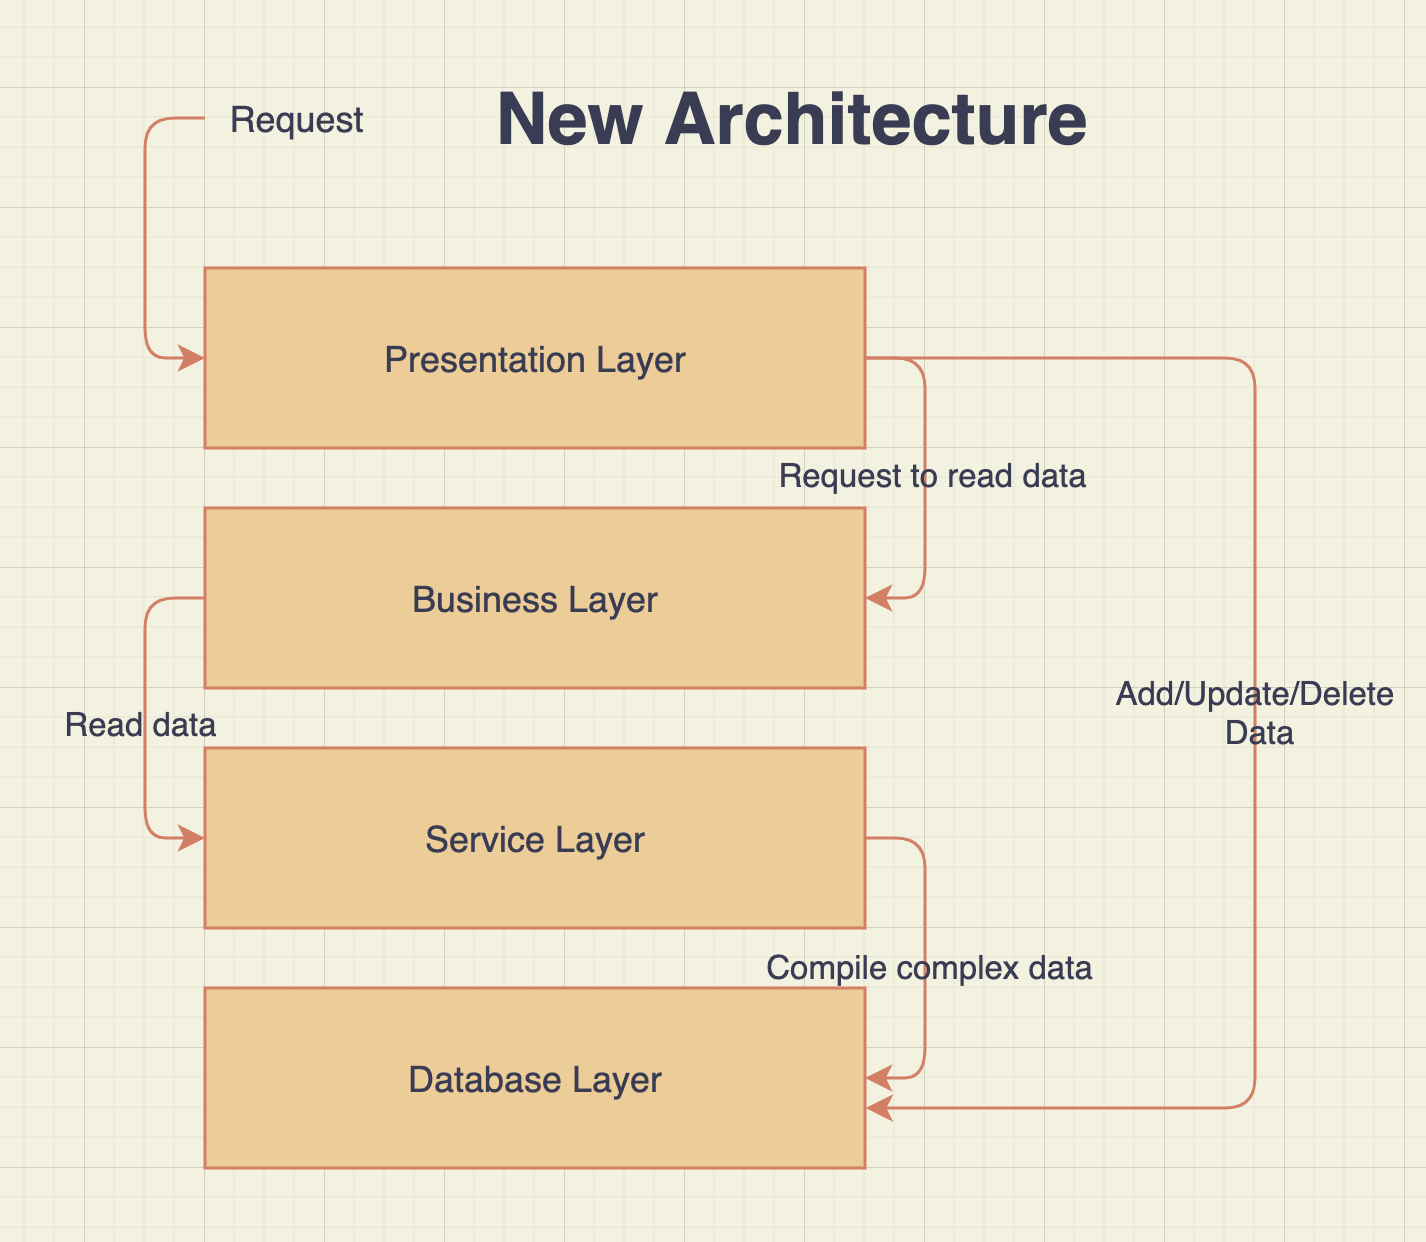 Request
New Architecture
Presentation Layer
Request to read data
Business Layer
Add/Update/Delete
Data
Read data
Service Layer
Compile complex data
Database Layer